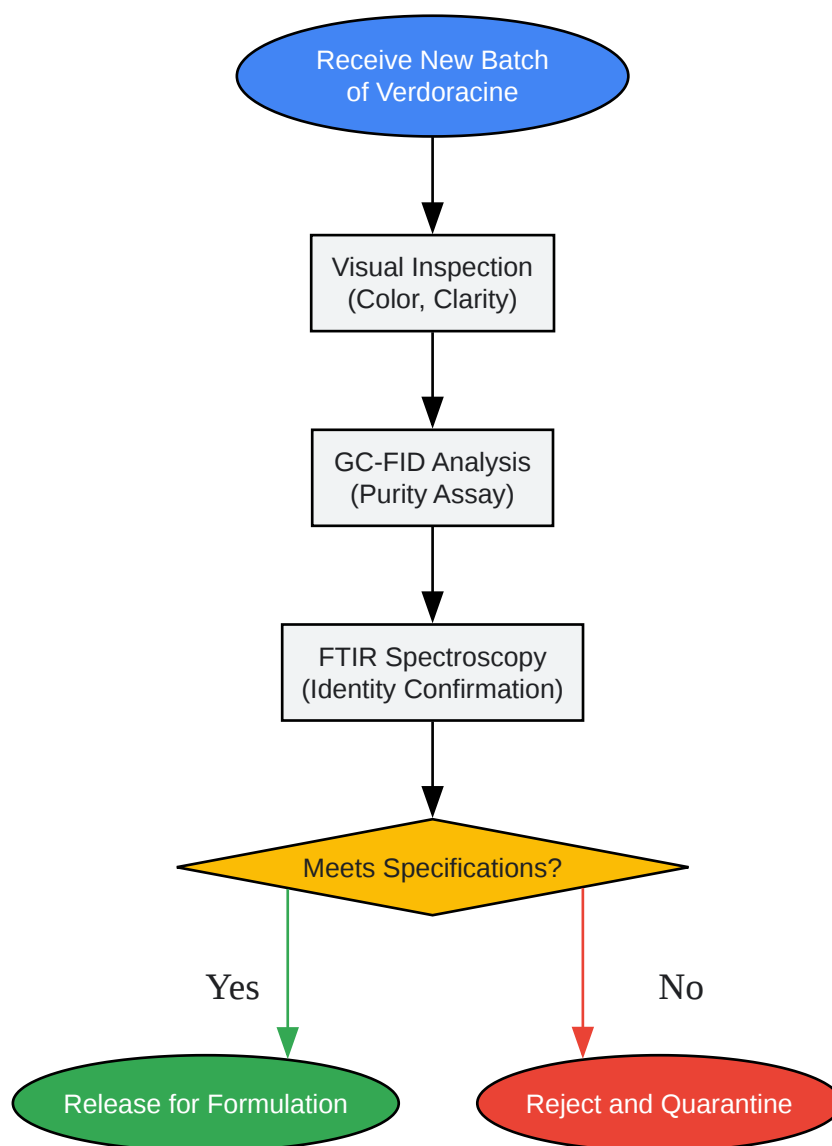 Receive New Batch
of Verdoracine
Visual Inspection
(Color, Clarity)
GC-FID Analysis
(Purity Assay)
FTIR Spectroscopy
(Identity Confirmation)
Meets Specifications?
Yes
No
Release for Formulation
Reject and Quarantine